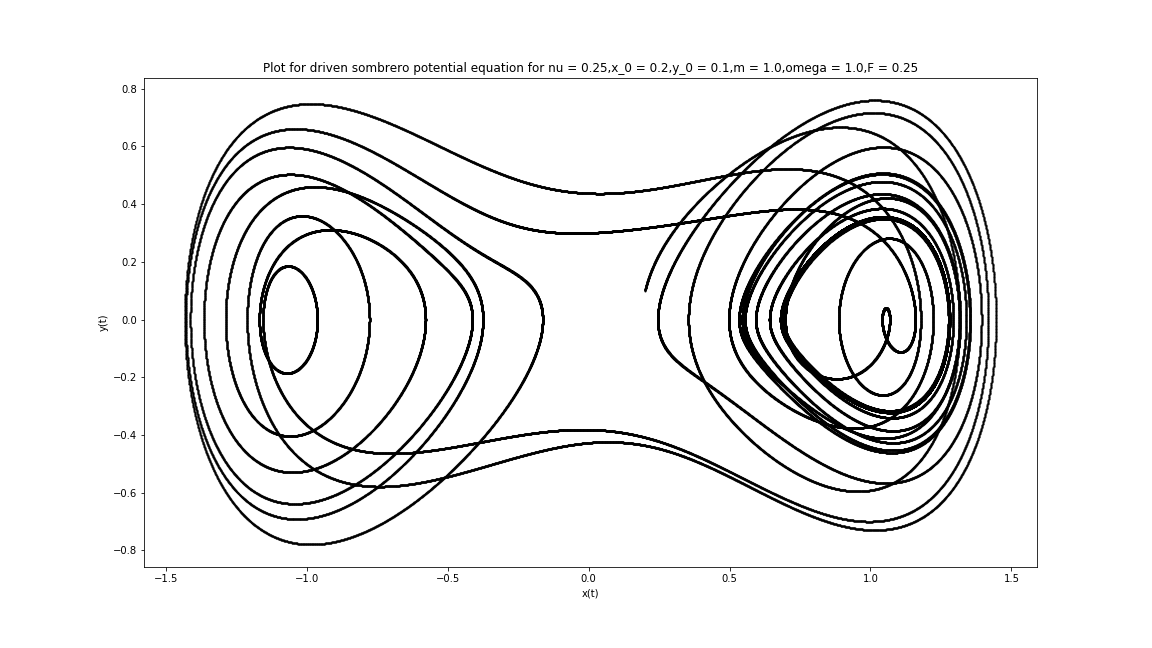 Plot for driven sombrero potential equation for nu = 0.25,x_0 = 0.2,y_0 = 0.1,m = 1.0,omega = 1.0,F = 0.25
0.8
0.6
0.4
0.2
0.0
−0.2
−0.4
−0.6
−0.8
y(t)
−1.5 −1.0 −0.5 0.0 0.5 1.0 1.5
x(t)